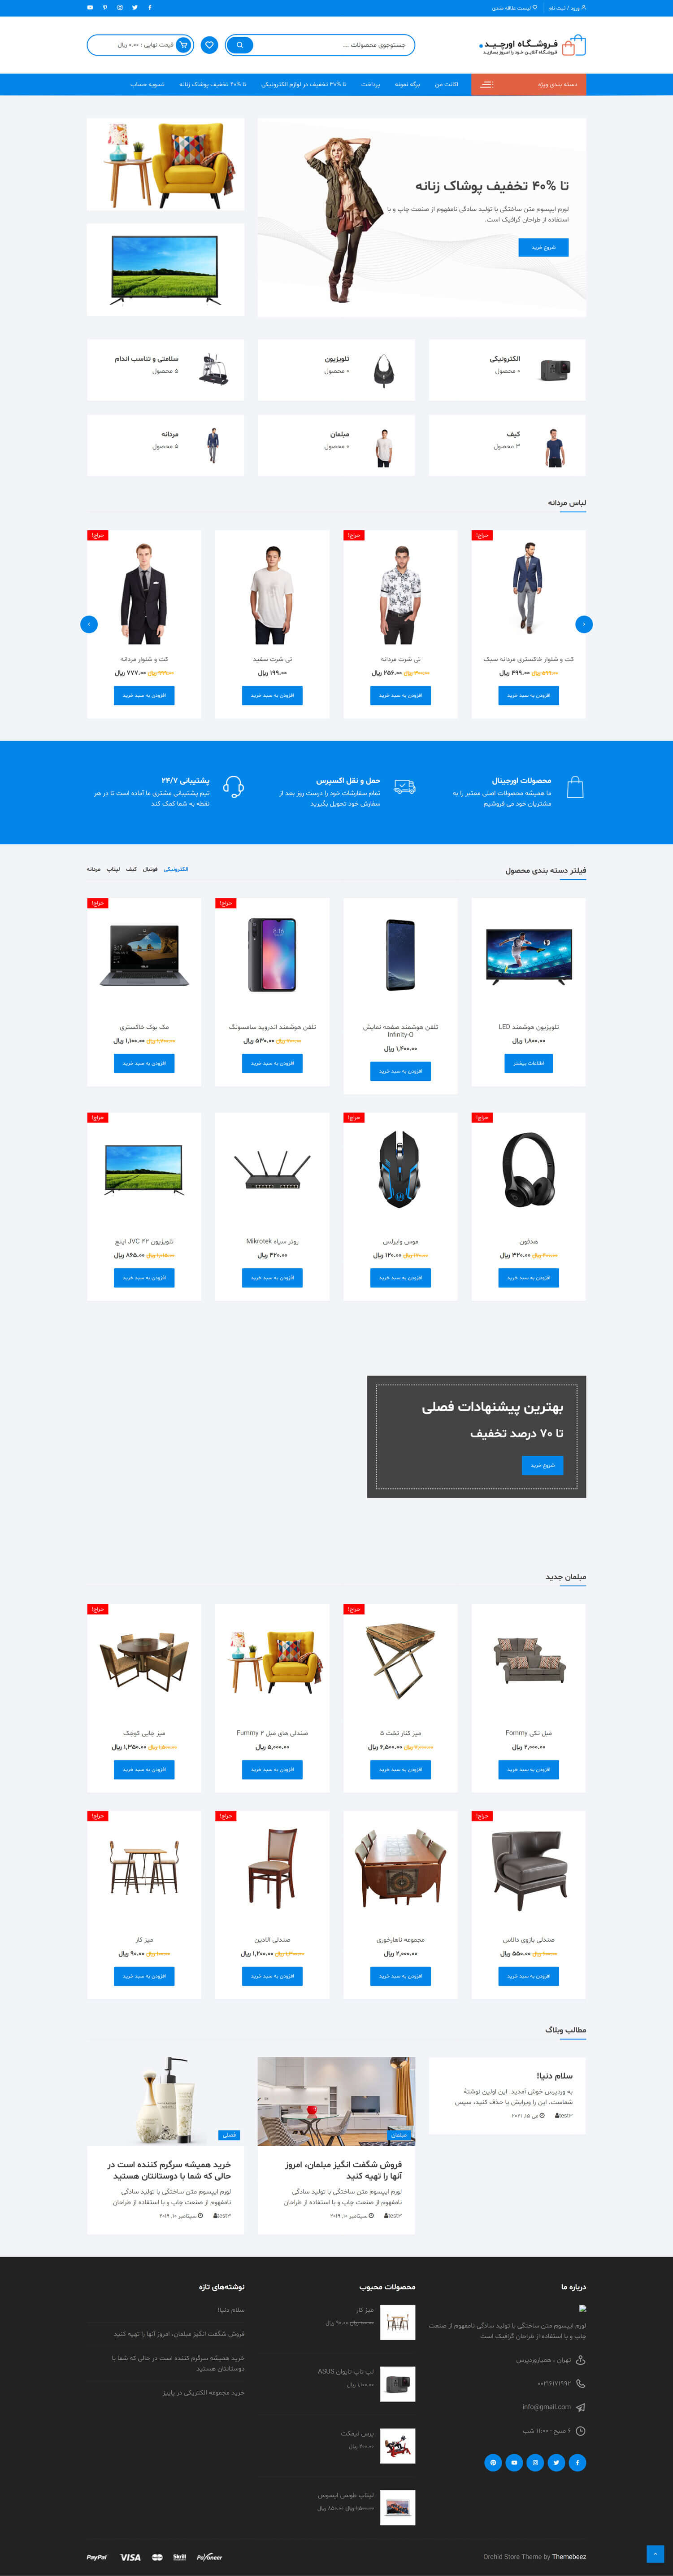 ورود / ثبت نام
لیست علاقه مندی
فروشگاه اورچید
فروشگاه آنلاین خود را امروز بسازید
جستجوی محصولات ...
قیمت نهایی : ۰.۰۰ ریال
دسته بندی ویژه
اکانت من
برگه نمونه
پرداخت
تا ۳۰% تخفیف در لوازم الکترونیکی
تا ۴۰% تخفیف پوشاک زنانه
تسویه حساب
تا ۴۰% تخفیف پوشاک زنانه
لورم ایپسوم متن ساختگی با تولید سادگی نامفهوم از صنعت چاپ و با
استفاده از طراحان گرافیک است.
شروع خرید
الکترونیکی
۰ محصول
تلویزیون
۰ محصول
سلامتی و تناسب اندام
۵ محصول
کیف
۳ محصول
مبلمان
۰ محصول
مردانه
۵ محصول
لباس مردانه
حراج!
کت و شلوار خاکستری مردانه سبک
۴۹۹.۰۰ ریال
افزودن به سبد خرید
حراج!
تی شرت مردانه
۲۵۶.۰۰ ریال
افزودن به سبد خرید
تی شرت سفید
۱۹۹.۰۰ ریال
افزودن به سبد خرید
حراج!
کت و شلوار مردانه
۷۷۷.۰۰ ریال
افزودن به سبد خرید
محصولات اورجینال
ما همیشه محصولات اصلی معتبر را به
مشتریان خود می فروشیم
حمل و نقل اکسپرس
تمام سفارشات خود را درست روز بعد از
سفارش خود تحویل بگیرید
پشتیبانی ۲۴/۷
تیم پشتیبانی مشتری ما آماده است تا در هر
نقطه به شما کمک کند
فیلتر دسته بندی محصول
الکترونیکی
فوتبال
کیف
لپتاپ
مردانه
تلویزیون هوشمند LED
۱,۸۰۰.۰۰ ریال
اطلاعات بیشتر
تلفن هوشمند صفحه نمایش
Infinity-O
۱,۴۰۰.۰۰ ریال
افزودن به سبد خرید
حراج!
تلفن هوشمند اندروید سامسونگ
۵۳۰.۰۰ ریال
افزودن به سبد خرید
حراج!
مک بوک خاکستری
۱,۱۰۰.۰۰ ریال
افزودن به سبد خرید
حراج!
هدفون
۳۲۰.۰۰ ریال
افزودن به سبد خرید
حراج!
موس وایرلس
۱۲۰.۰۰ ریال
افزودن به سبد خرید
روتر سیاه Mikrotek
۴۲۰.۰۰ ریال
افزودن به سبد خرید
حراج!
تلویزیون JVC ۴۲ اینچ
۸۶۵.۰۰ ریال
افزودن به سبد خرید
بهترین پیشنهادات فصلی
تا ۷۰ درصد تخفیف
شروع خرید
مبلمان جدید
مبل تکی Fommy
۲,۰۰۰.۰۰ ریال
افزودن به سبد خرید
حراج!
میز کنار تخت ۵
۶,۵۰۰.۰۰ ریال
افزودن به سبد خرید
صندلی های مبل Fummy ۲
۵,۰۰۰.۰۰ ریال
افزودن به سبد خرید
حراج!
میز چایی کوچک
۱,۳۵۰.۰۰ ریال
افزودن به سبد خرید
حراج!
صندلی بازوی دالاس
۵۵۰.۰۰ ریال
افزودن به سبد خرید
مجموعه ناهارخوری
۲,۰۰۰.۰۰ ریال
افزودن به سبد خرید
حراج!
صندلی آلادین
۱,۲۰۰.۰۰ ریال
افزودن به سبد خرید
حراج!
میز کار
۹۰.۰۰ ریال
افزودن به سبد خرید
مطالب وبلاگ
سلام دنیا!
به وردپرس خوش آمدید. این اولین نوشتهٔ
شماست. این را ویرایش یا حذف کنید، سپس
test۳
می ۱۵, ۲۰۲۱
مبلمان
فروش شگفت انگیز مبلمان، امروز
آنها را تهیه کنید
لورم ایپسوم متن ساختگی با تولید سادگی
نامفهوم از صنعت چاپ و با استفاده از طراحان
test۳
سپتامبر ۱۰, ۲۰۱۹
فصلی
خرید همیشه سرگرم کننده است در
حالی که شما با دوستانتان هستید
لورم ایپسوم متن ساختگی با تولید سادگی
نامفهوم از صنعت چاپ و با استفاده از طراحان
test۳
سپتامبر ۱۰, ۲۰۱۹
درباره ما
لورم ایپسوم متن ساختگی با تولید سادگی نامفهوم از صنعت
چاپ و با استفاده از طراحان گرافیک است
تهران ، همیاروردپرس
۰۰۲۱۶۱۷۱۹۹۲
info@gmail.com
۶ صبح - ۱۱:۰۰ شب
محصولات محبوب
میز کار
۱۰۰.۰۰ ریال ۹۰.۰۰ ریال
لپ تاپ تایوان ASUS
۱,۱۰۰.۰۰ ریال
پرس نیمکت
۲۰۰.۰۰ ریال
لپتاپ طوسی ایسوس
۸۵۰.۰۰ ریال
نوشته‌های تازه
سلام دنیا!
فروش شگفت انگیز مبلمان، امروز آنها را تهیه کنید
خرید همیشه سرگرم کننده است در حالی که شما با
دوستانتان هستید
خرید مجموعه الکتریکی در پاییز
Orchid Store Theme by Themebeez
PayPal VISA Skrill Payoneer